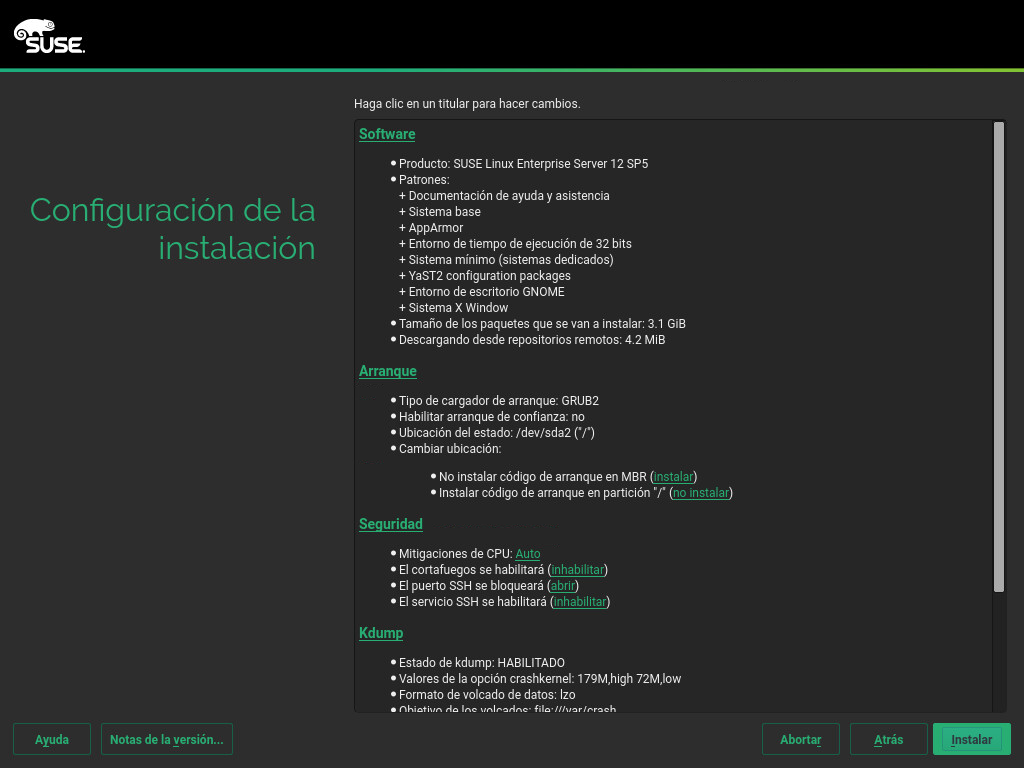 SUSE.
Haga clic en un titular para hacer cambios.
Configuración de la
instalación
Software
Producto: SUSE Linux Enterprise Server 12 SP5
Patrones:
+ Documentación de ayuda y asistencia
+ Sistema base
+ AppArmor
+ Entorno de tiempo de ejecución de 32 bits
+ Sistema mínimo (sistemas dedicados)
+ YaST2 configuration packages
+ Entorno de escritorio GNOME
+ Sistema X Window
Tamaño de los paquetes que se van a instalar: 3.1 GiB
Descargando desde repositorios remotos: 4.2 MiB
Arranque
Tipo de cargador de arranque: GRUB2
Habilitar arranque de confianza: no
Ubicación del estado: /dev/sda2 ("/")
Cambiar ubicación:
No instalar código de arranque en MBR (instalar)
Instalar código de arranque en partición "/" (no instalar)
Seguridad
Mitigaciones de CPU: Auto
El cortafuegos se habilitará (inhabilitar)
El puerto SSH se bloqueará (abrir)
El servicio SSH se habilitará (inhabilitar)
Kdump
Estado de kdump: HABILITADO
Valores de la opción crashkernel: 179M,high 72M,low
Formato de volcado de datos: lzo
Objetivo de los volcados: file:///var/crash
Ayuda
Notas de la versión...
Abortar
Atrás
Instalar